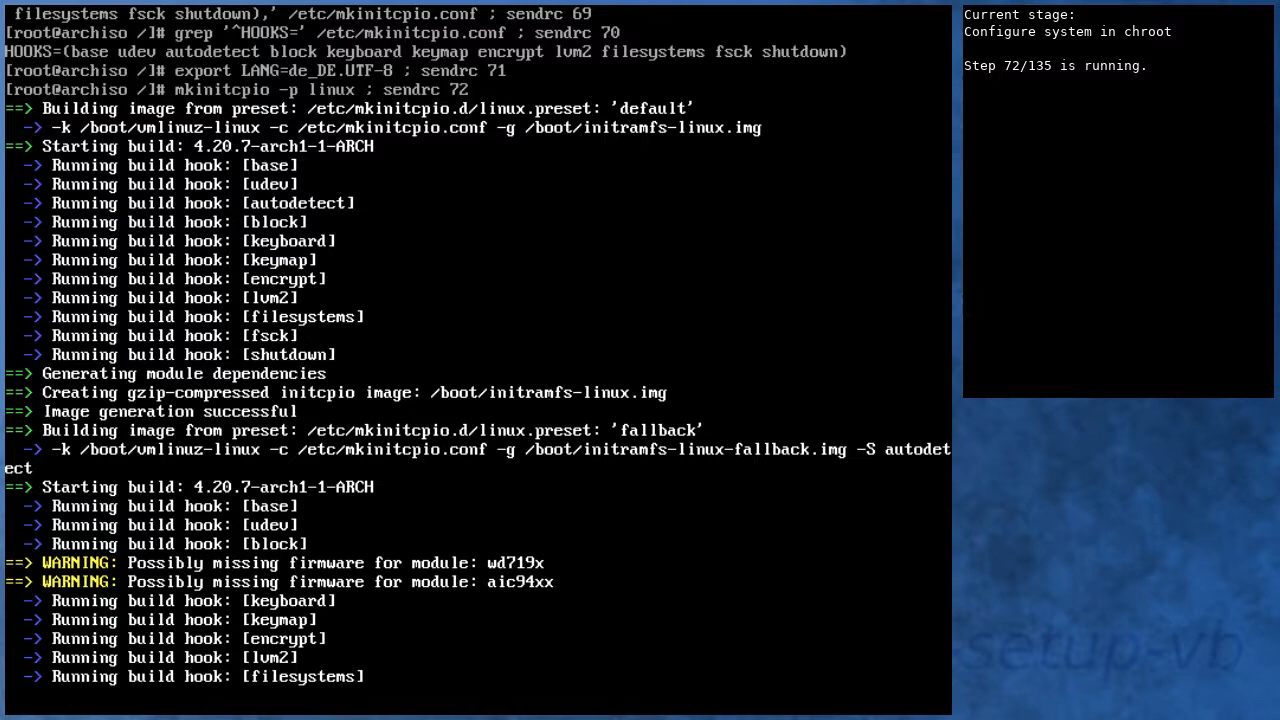 filesystems fsck shutdown),' /etc/mkinitcpio.conf ; sendrc 69
[root@archiso /]# grep '^HOOKS=' /etc/mkinitcpio.conf ; sendrc 70
HOOKS=(base udev autodetect block keyboard keymap encrypt lvm2 filesystems fsck shutdown)
[root@archiso /]# export LANG=de_DE.UTF-8 ; sendrc 71
[root@archiso /]# mkinitcpio -p linux ; sendrc 72
==> Building image from preset: /etc/mkinitcpio.d/linux.preset: 'default'
  -> -k /boot/vmlinuz-linux -c /etc/mkinitcpio.conf -g /boot/initramfs-linux.img
==> Starting build: 4.20.7-arch1-1-ARCH
  -> Running build hook: [base]
  -> Running build hook: [udev]
  -> Running build hook: [autodetect]
  -> Running build hook: [block]
  -> Running build hook: [keyboard]
  -> Running build hook: [keymap]
  -> Running build hook: [encrypt]
  -> Running build hook: [lvm2]
  -> Running build hook: [filesystems]
  -> Running build hook: [fsck]
  -> Running build hook: [shutdown]
==> Generating module dependencies
==> Creating gzip-compressed initcpio image: /boot/initramfs-linux.img
==> Image generation successful
==> Building image from preset: /etc/mkinitcpio.d/linux.preset: 'fallback'
  -> -k /boot/vmlinuz-linux -c /etc/mkinitcpio.conf -g /boot/initramfs-linux-fallback.img -S autodet
ect
==> Starting build: 4.20.7-arch1-1-ARCH
  -> Running build hook: [base]
  -> Running build hook: [udev]
  -> Running build hook: [block]
==> WARNING: Possibly missing firmware for module: wd719x
==> WARNING: Possibly missing firmware for module: aic94xx
  -> Running build hook: [keyboard]
  -> Running build hook: [keymap]
  -> Running build hook: [encrypt]
  -> Running build hook: [lvm2]
  -> Running build hook: [filesystems]
Current stage:
Configure system in chroot
Step 72/135 is running.
-setup-vb